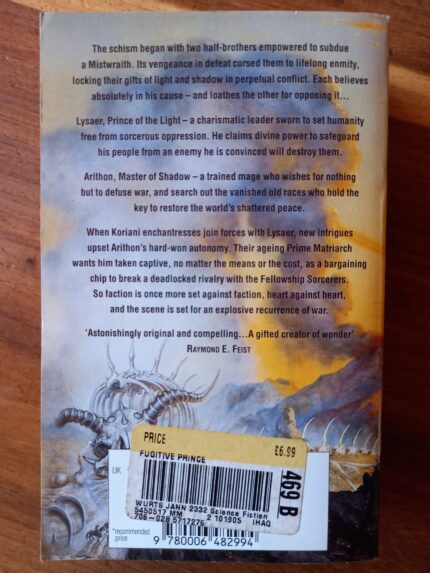 The schism began with two half-brothers empowered to subdue
a Mistwraith. Its vengeance in defeat cursed them to lifelong enmity,
locking their gifts of light and shadow in perpetual conflict. Each believes
absolutely in his cause – and loathes the other for opposing it…
Lysaer, Prince of the Light – a charismatic leader sworn to set humanity
free from sorcerous oppression. He claims divine power to safeguard
his people from an enemy he is convinced will destroy them.
Arithon, Master of Shadow – a trained mage who wishes for nothing
but to defuse war, and search out the vanished old races who hold the
key to restore the world's shattered peace.
When Koriani enchantresses join forces with Lysaer, new intrigues
upset Arithon's hard-won autonomy. Their ageing Prime Matriarch
wants him taken captive, no matter the means or the cost, as a bargaining
chip to break a deadlocked rivalry with the Fellowship Sorcerers.
So faction is once more set against faction, heart against heart,
and the scene is set for an explosive recurrence of war.
'Astonishingly original and compelling…A gifted creator of wonder'
RAYMOND E. FEIST
PRICE
£6.99
FUGITIVE PRINCE
469 B
UK
WURTS JANN 2332 Science Fiction
5450517 MM 2 101905 IHAQ
706-028 5717276
*recommended
price
9 780006 482994